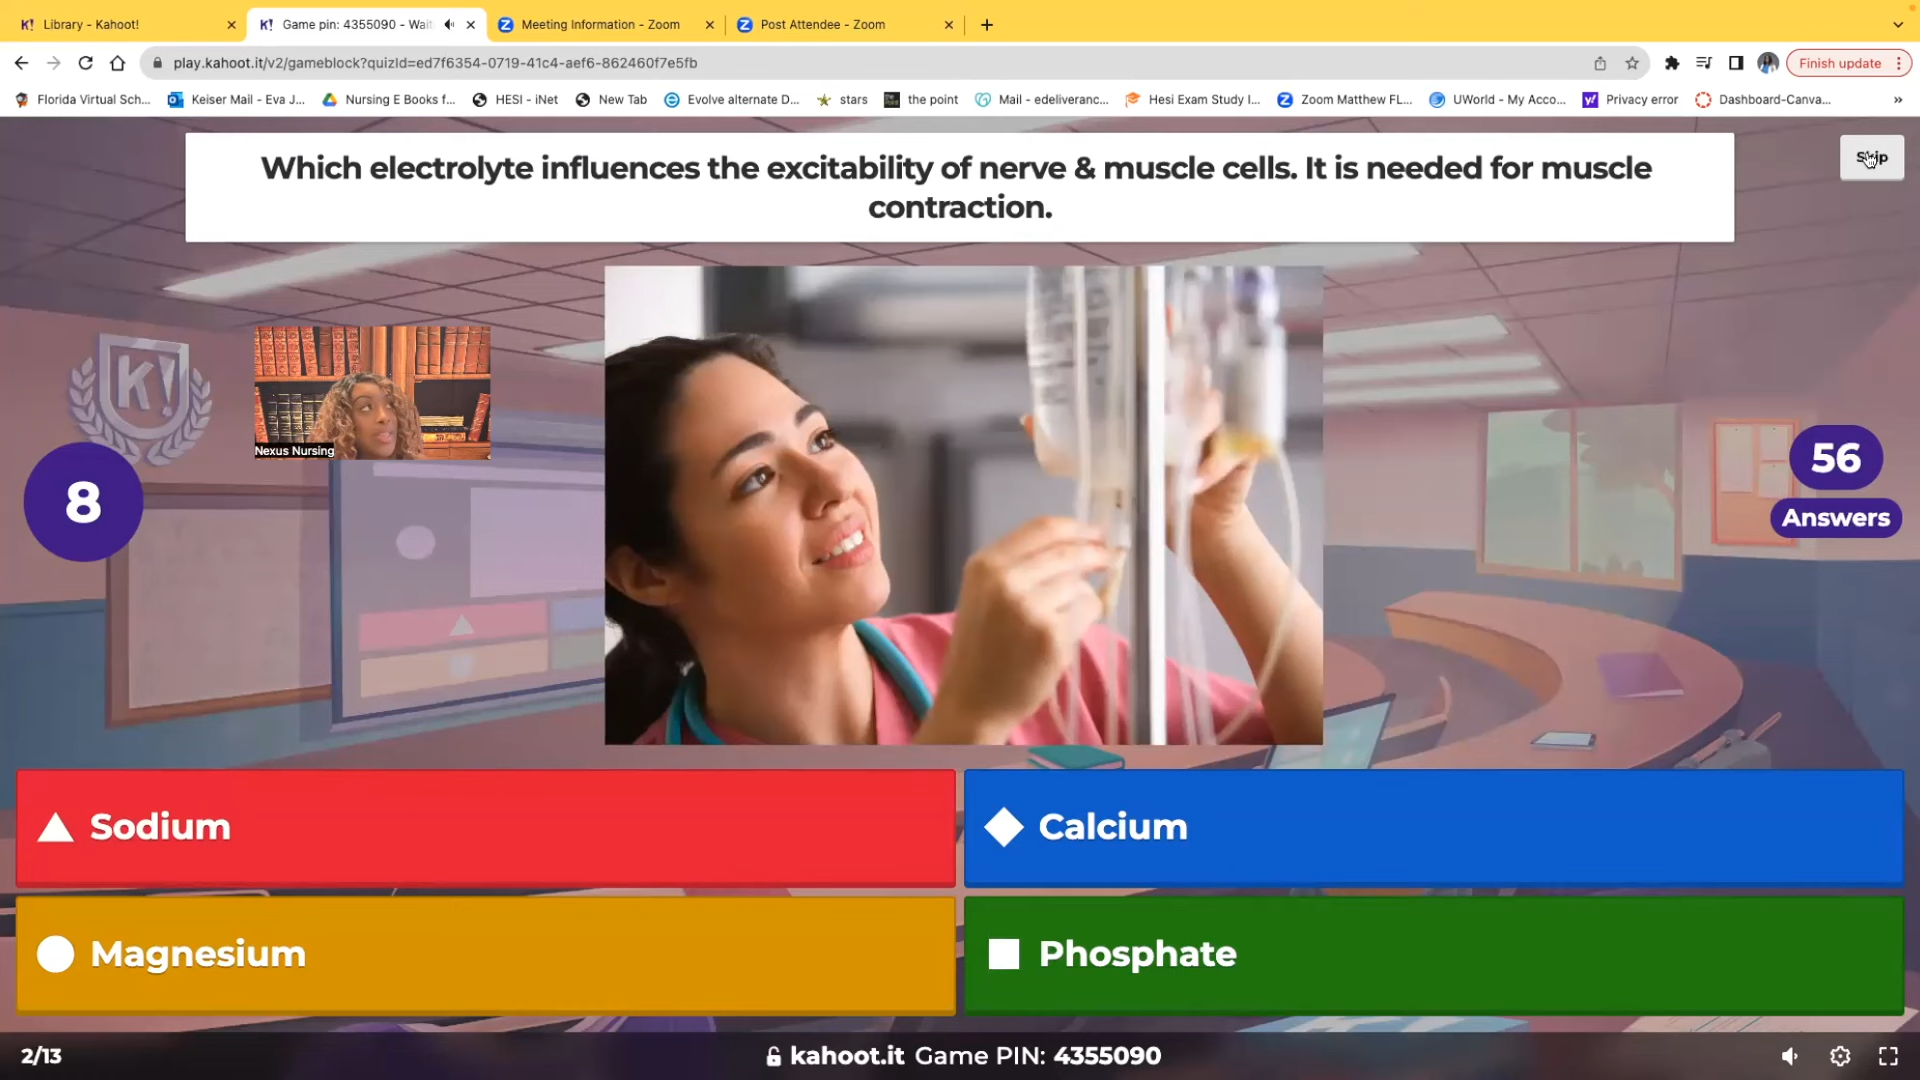 Library - Kahoot!
Game pin: 4355090 - Wait
Meeting Information - Zoom
Post Attendee - Zoom
play.kahoot.it/v2/gameblock?quizId=ed7f6354-0719-41c4-aef6-862460f7e5fb
Finish update
Florida Virtual Sch...
Keiser Mail - Eva J...
Nursing E Books f...
HESI - iNet
New Tab
Evolve alternate D...
stars
the point
Mail - edeliveranc...
Hesi Exam Study I...
Zoom Matthew FL...
UWorld - My Acco...
Privacy error
Dashboard-Canva...
Which electrolyte influences the excitability of nerve & muscle cells. It is needed for muscle
contraction.
Skip
K!
Nexus Nursing
8
56
Answers
Sodium
Calcium
Magnesium
Phosphate
2/13
kahoot.it Game PIN: 4355090